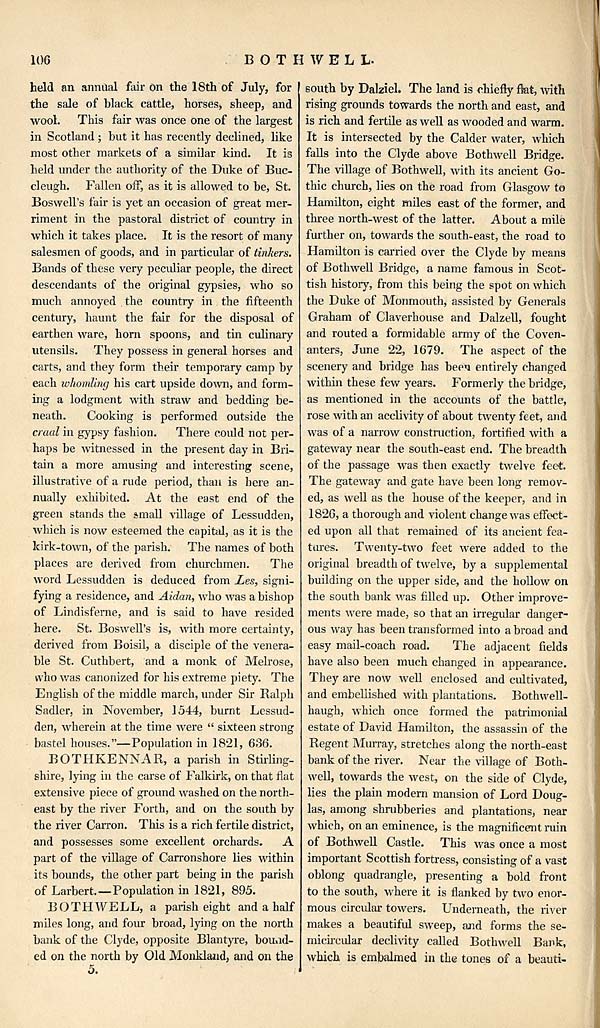 106
BOTHWELL.
held an annual fair on the 18th of July, for
the sale of black cattle, horses, sheep, and
wool. This fair was once one of the largest
in Scotland; but it has recently declined, like
most other markets of a similar kind. It is
held under the authority of the Duke of Buc-
cleugh. Fallen off, as it is allowed to be, St.
Boswell's fair is yet an occasion of great mer-
riment in the pastoral district of country in
which it takes place. It is the resort of many
salesmen of goods, and in particular of tinkers.
Bands of these very peculiar people, the direct
descendants of the original gypsies, who so
much annoyed the country in the fifteenth
century, haunt the fair for the disposal of
earthen ware, horn spoons, and tin culinary
utensils. They possess in general horses and
carts, and they form their temporary camp by
each whomling his cart upside down, and form-
ing a lodgment with straw and bedding be-
neath. Cooking is performed outside the
craal in gypsy fashion. There could not per-
haps be witnessed in the present day in Bri-
tain a more amusing and interesting scene,
illustrative of a rude period, than is here an-
nually exhibited. At the east end of the
green stands the small village of Lessudden,
which is now esteemed the capital, as it is the
kirk-town, of the parish. The names of both
places are derived from churchmen. The
word Lessudden is deduced from Les, signi-
fying a residence, and Aidan, who was a bishop
of Lindisferne, and is said to have resided
here. St. Boswell's is, with more certainty,
derived from Boisil, a disciple of the venera-
ble St. Cuthbert, and a monk of Melrose,
who was canonized for his extreme piety. The
English of the middle march, under Sir Ralph
Sadler, in November, 1544, burnt Lessud-
den, wherein at the time were " sixteen strong
bastel houses."—Population in 1821, 636.
BOTHKENNAR, a parish in Stirling-
shire, lying in the carse of Falkirk, on that flat
extensive piece of ground washed on the north-
east by the river Forth, and on the south by
the river Carron. This is a rich fertile district,
and possesses some excellent orchards. A
part of the village of Carronshore lies within
its bounds, the other part being in the parish
of Larbert.—Population in 1821, 895.
BOTHWELL, a parish eight and a half
miles long, and four broad, lying on the north
bank of the Clyde, opposite Blantyre, bound-
ed on the north by Old Monkland, and on the
5.
south by Dalziel. The land is chiefly flat, with
rising grounds towards the north and east, and
is rich and fertile as well as wooded and warm.
It is intersected by the Calder water, which
falls into the Clyde above Bothwell Bridge.
The village of Bothwell, with its ancient Go-
thic church, lies on the road from Glasgow to
Hamilton, eight miles east of the former, and
three north-west of the latter. About a mile
further on, towards the south-east, the road to
Hamilton is carried over the Clyde by means
of Bothwell Bridge, a name famous in Scot-
tish history, from this being the spot on which
the Duke of Monmouth, assisted by Generals
Graham of Claverhouse and Dalzell, fought
and routed a formidable army of the Coven-
anters, June 22, 1679. The aspect of the
scenery and bridge has been entirely changed
within these few years. Formerly the bridge,
as mentioned in the accounts of the battle,
rose with an acclivity of about twenty feet, and
was of a narrow construction, fortified with a
gateway near the south-east end. The breadth
of the passage was then exactly twelve feet.
The gateway and gate have been long remov-
ed, as well as the house of the keeper, and in
1826, a thorough and violent change was effect-
ed upon all that remained of its ancient fea-
tures. Twenty-two feet were added to the
original breadth of twelve, by a supplemental
building on the upper side, and the hollow on
the south bank was filled up. Other improve-
ments were made, so that an irregular danger-
ous way has been transformed into a broad and
easy mail-coach road. The adjacent fields
have also been much changed in appearance.
They are now well enclosed and cultivated,
and embellished with plantations. Bothwell-
haugh, which once formed the patrimonial
estate of David Hamilton, the assassin of the
Regent Murray, stretches along the north-east
bank of the river. Near the village of Both-
well, towards the west, on the side of Clyde,
lies the plain modern mansion of Lord Doug-
las, among shrubberies and plantations, near
which, on an eminence, is the magnificent ruin
of Bothwell Castle. This was once a most
important Scottish fortress, consisting of a vast
oblong quadrangle, presenting a bold front
to the south, where it is flanked by two enor-
mous circular towers. Underneath, the river
makes a beautiful sweep, and forms the se-
micircular declivity called Bothwell Bank,
which is embalmed in the tones of a beauti-